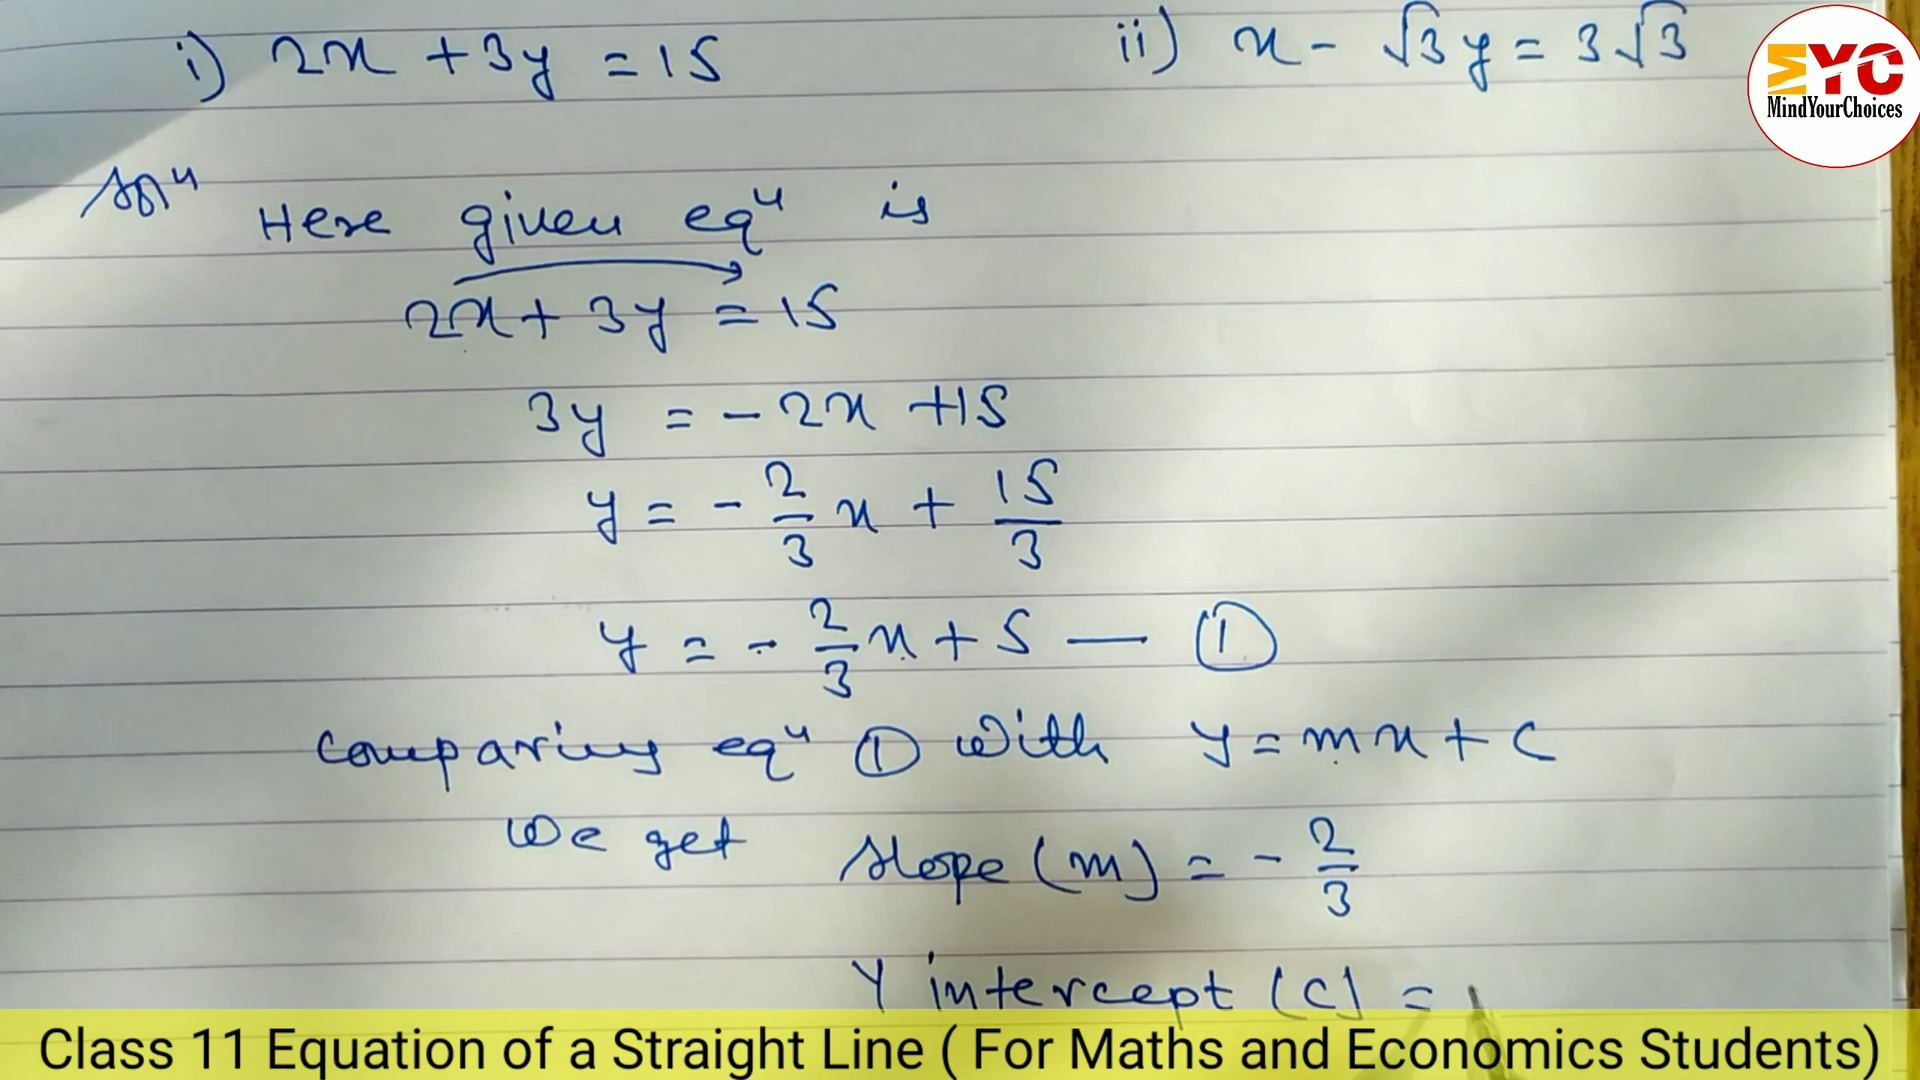 i) 2x + 3y = 15 ii) x - √3y = 3√3
MYC
MindYourChoices
Solⁿ
Here given eqⁿ is
2x + 3y = 15
3y = - 2x + 15
y = - 2/3 x + 15/3
y = - 2/3 x + 5 — ①
Comparing eqⁿ ① with y = mx + c
We get Slope (m) = - 2/3
Y intercept (c) =
Class 11 Equation of a Straight Line ( For Maths and Economics Students)